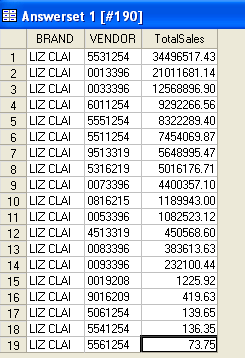 Answerset 1 [#190]
BRAND VENDOR TotalSales
1 LIZ CLAI 5531254 34496517.43
2 LIZ CLAI 0013396 21011681.14
3 LIZ CLAI 0033396 12568896.90
4 LIZ CLAI 6011254 9292266.56
5 LIZ CLAI 5551254 8322289.40
6 LIZ CLAI 5511254 7454069.87
7 LIZ CLAI 9513319 5648995.47
8 LIZ CLAI 5316219 5016176.71
9 LIZ CLAI 0073396 4400357.10
10 LIZ CLAI 0816215 1189943.00
11 LIZ CLAI 0053396 1082523.12
12 LIZ CLAI 4513319 450568.60
13 LIZ CLAI 0083396 383613.63
14 LIZ CLAI 0093396 232100.44
15 LIZ CLAI 0019208 1225.92
16 LIZ CLAI 9016209 419.63
17 LIZ CLAI 5061254 139.65
18 LIZ CLAI 5541254 136.35
19 LIZ CLAI 5561254 73.75